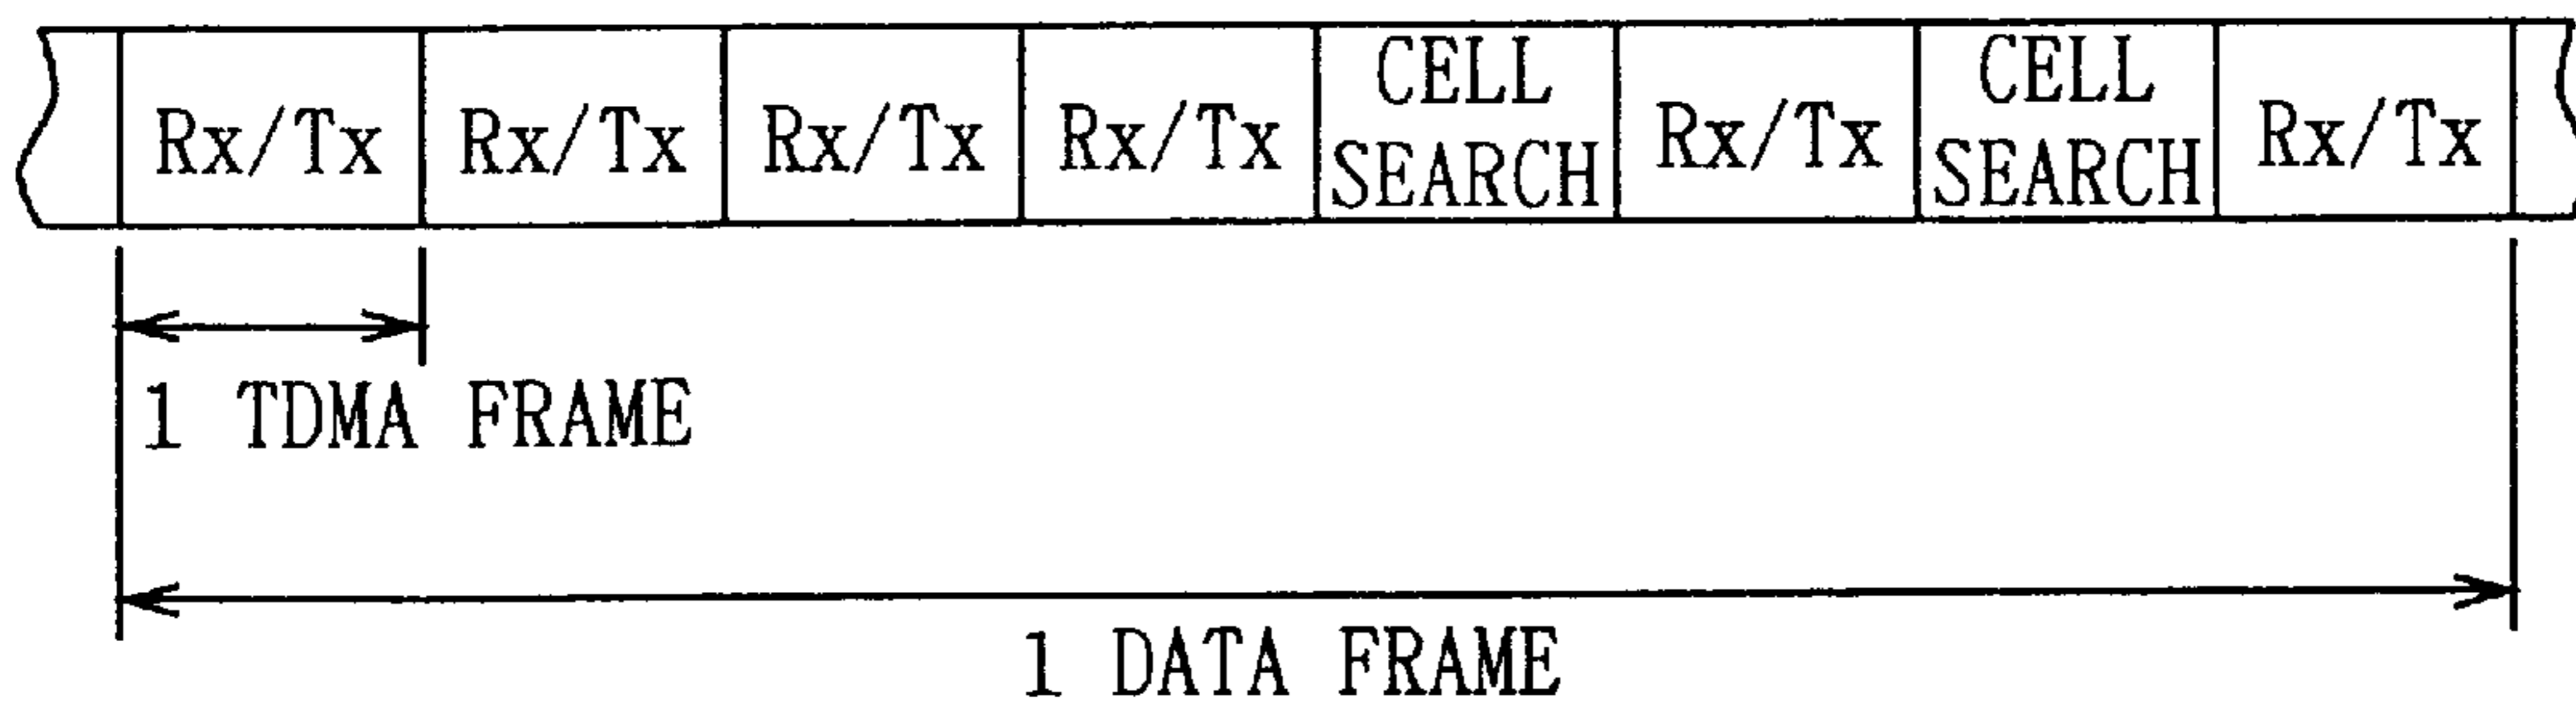 Rx/Tx Rx/Tx Rx/Tx Rx/Tx CELL SEARCH Rx/Tx CELL SEARCH Rx/Tx
1 TDMA FRAME
1 DATA FRAME